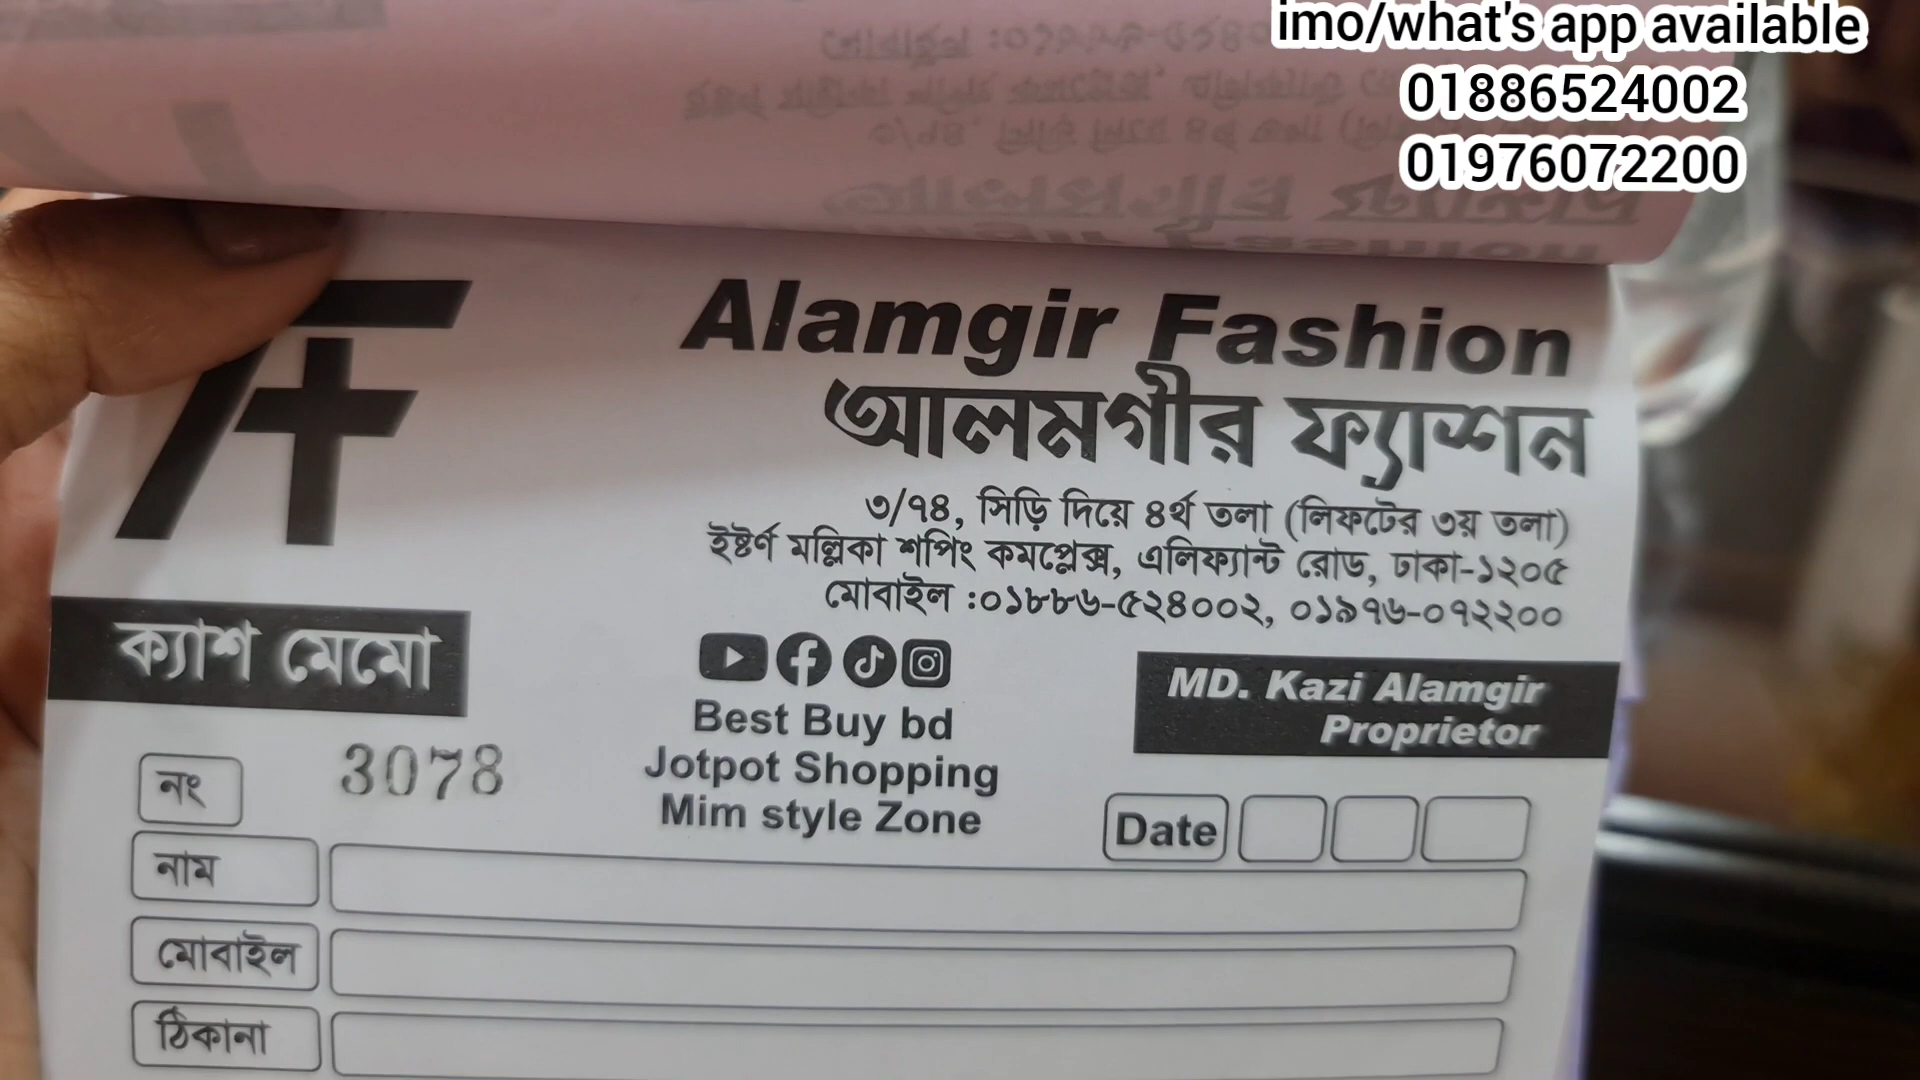 imo/what's app available
01886524002
01976072200
Alamgir Fashion
আলমগীর ফ্যাশন
৩/৭৪, সিড়ি দিয়ে ৪র্থ তলা (লিফটের ৩য় তলা)
ইষ্টর্ণ মল্লিকা শপিং কমপ্লেক্স, এলিফ্যান্ট রোড, ঢাকা-১২০৫
মোবাইল :০১৮৮৬-৫২৪০০২, ০১৯৭৬-০৭২২০০
ক্যাশ মেমো
MD. Kazi Alamgir
Proprietor
Best Buy bd
Jotpot Shopping
Mim style Zone
নং 3078
Date
নাম
মোবাইল
ঠিকানা